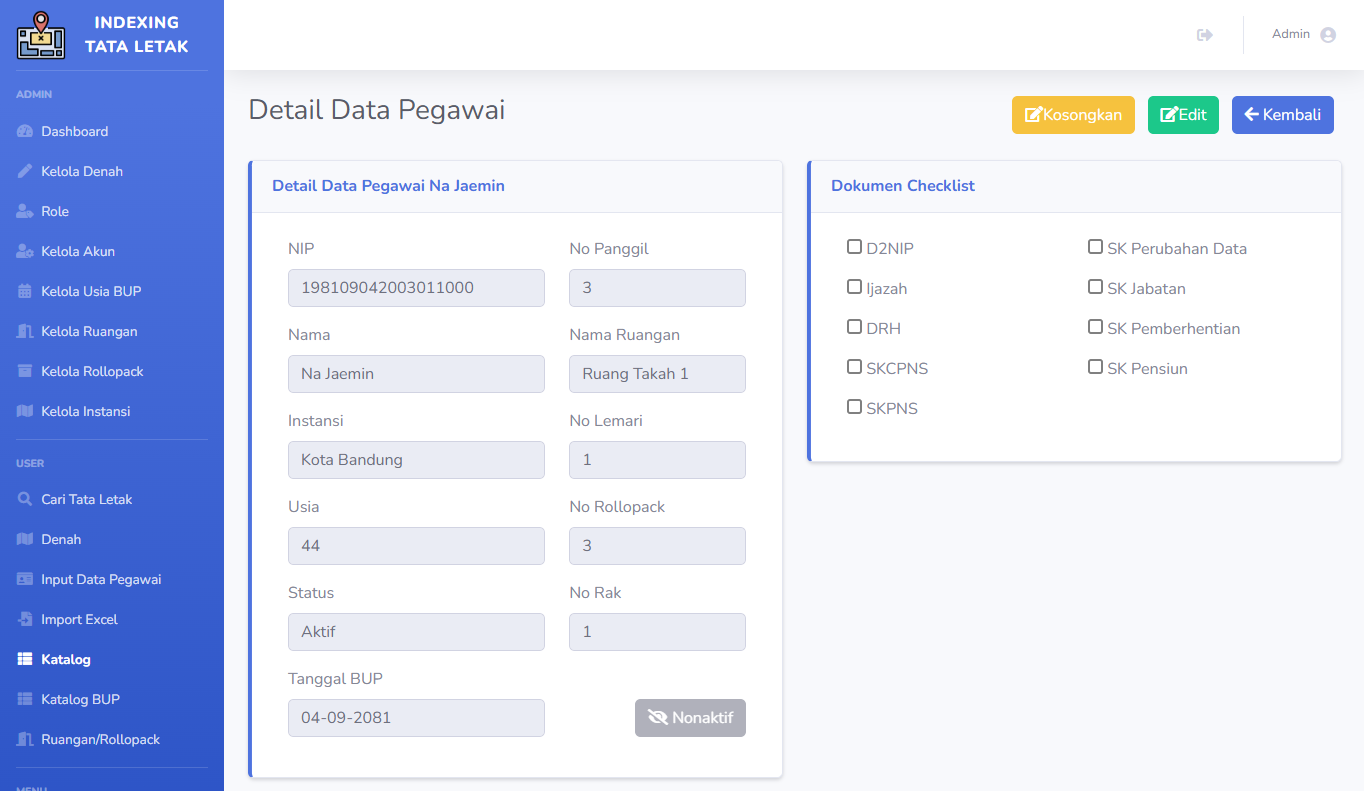 INDEXING
TATA LETAK
ADMIN
Dashboard
Kelola Denah
Role
Kelola Akun
Kelola Usia BUP
Kelola Ruangan
Kelola Rollopack
Kelola Instansi
USER
Cari Tata Letak
Denah
Input Data Pegawai
Import Excel
Katalog
Katalog BUP
Ruangan/Rollopack
MENU
Admin
Detail Data Pegawai
Kosongkan
Edit
Kembali
Detail Data Pegawai Na Jaemin
NIP
198109042003011000
Nama
Na Jaemin
Instansi
Kota Bandung
Usia
44
Status
Aktif
Tanggal BUP
04-09-2081
No Panggil
3
Nama Ruangan
Ruang Takah 1
No Lemari
1
No Rollopack
3
No Rak
1
Nonaktif
Dokumen Checklist
D2NIP
Ijazah
DRH
SKCPNS
SKPNS
SK Perubahan Data
SK Jabatan
SK Pemberhentian
SK Pensiun